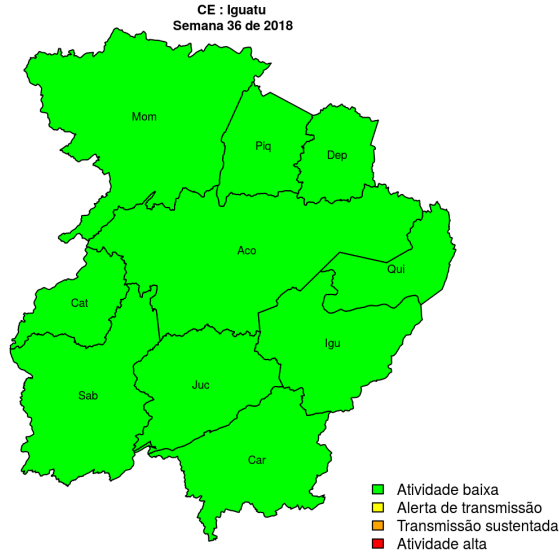 CE : Iguatu
Semana 36 de 2018
Mom
Piq
Dep
Aco
Qui
Cat
Igu
Juc
Sab
Car
Atividade baixa
Alerta de transmissão
Transmissão sustentada
Atividade alta